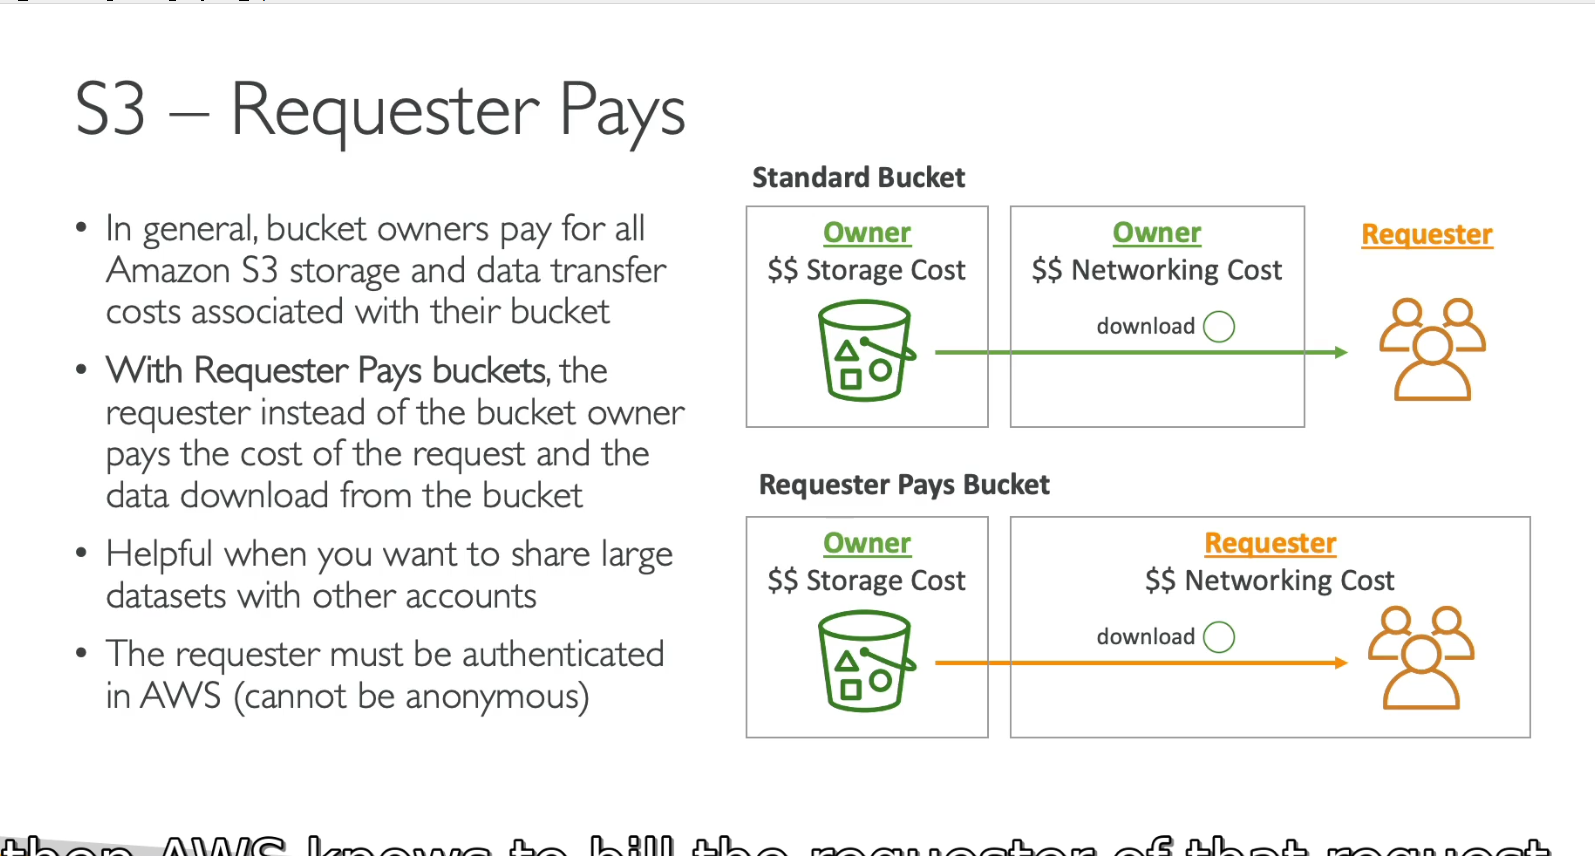 S3 – Requester Pays
• In general, bucket owners pay for all
Amazon S3 storage and data transfer
costs associated with their bucket
• With Requester Pays buckets, the
requester instead of the bucket owner
pays the cost of the request and the
data download from the bucket
• Helpful when you want to share large
datasets with other accounts
• The requester must be authenticated
in AWS (cannot be anonymous)
Standard Bucket
Owner
$$ Storage Cost
Owner
$$ Networking Cost
download
Requester
Requester Pays Bucket
Owner
$$ Storage Cost
Requester
$$ Networking Cost
download
then AWS knows to bill the requester of that request